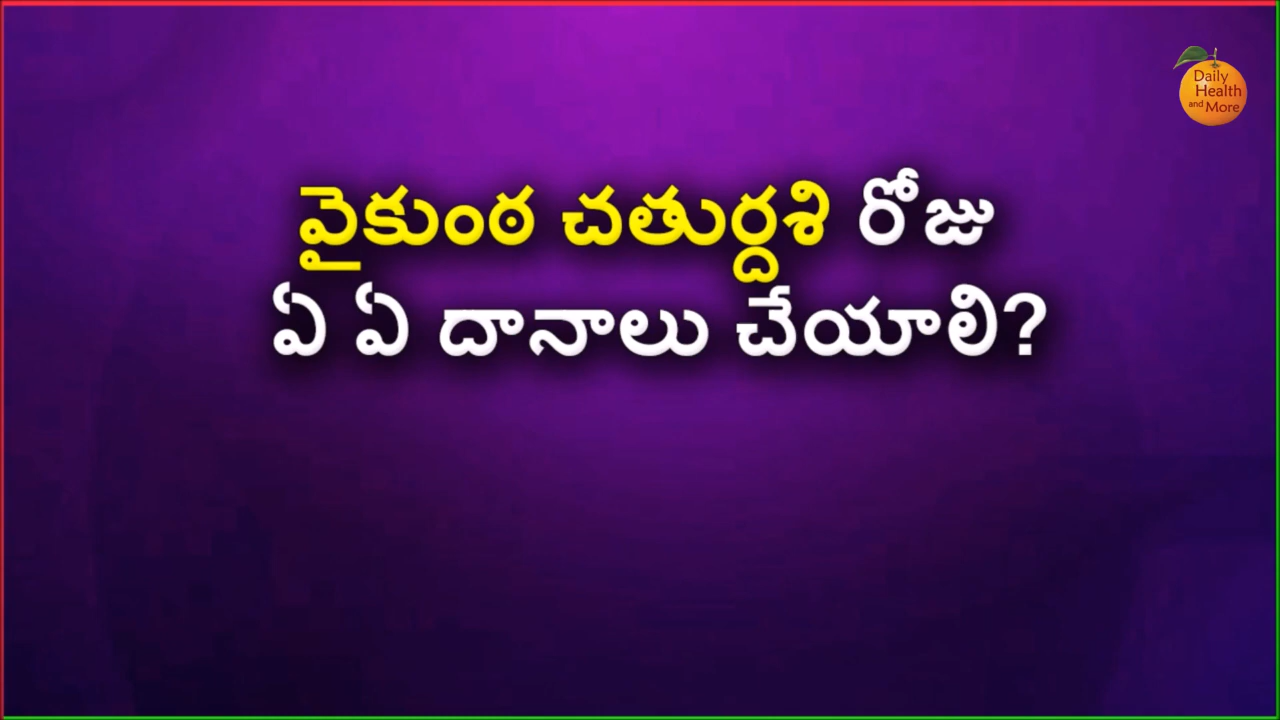 Daily
Health
and More
వైకుంఠ చతుర్దశి రోజు
ఏ ఏ దానాలు చేయాలి?